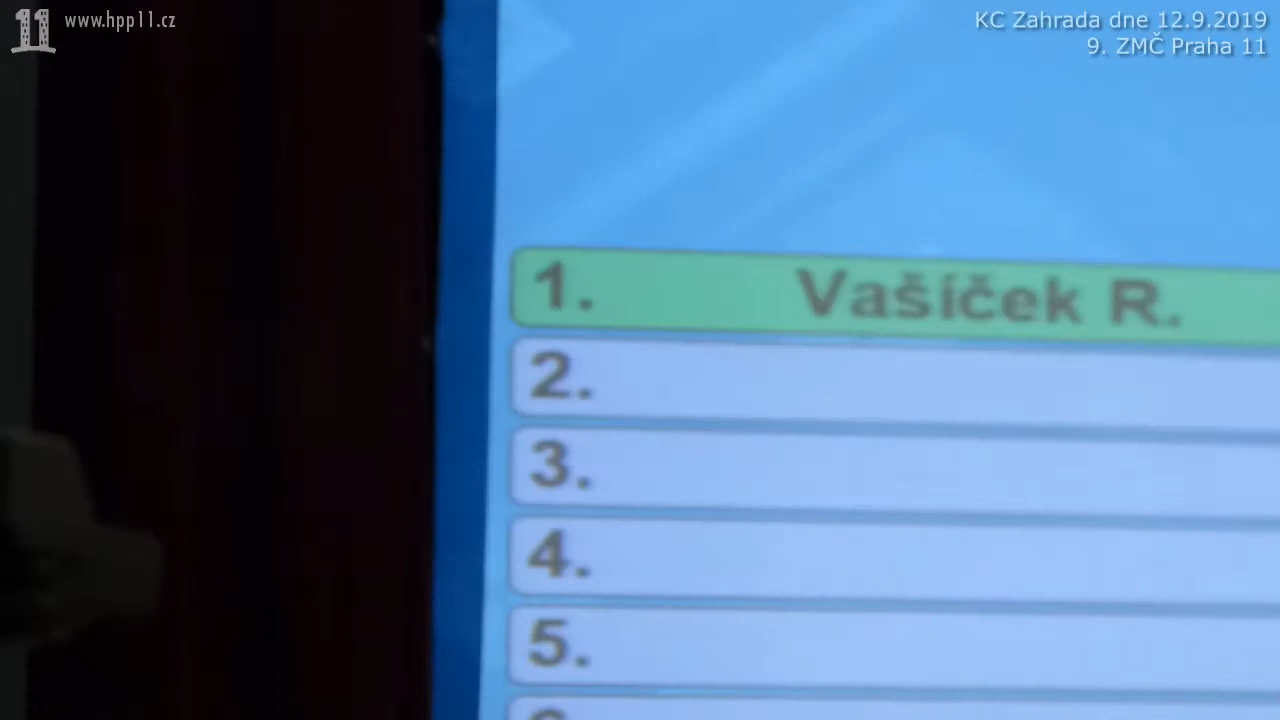 11 www.hpp11.cz
KC Zahrada dne 12.9.2019
9. ZMČ Praha 11
1. Vašíček R.
2.
3.
4.
5.
6.